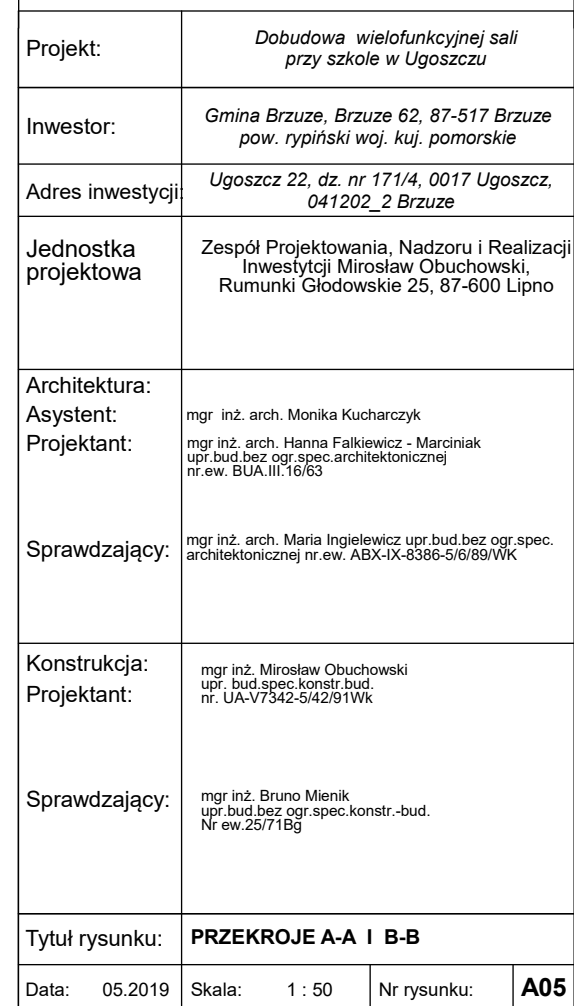 Projekt:
Dobudowa wielofunkcyjnej sali
przy szkole w Ugoszczu
Inwestor:
Gmina Brzuze, Brzuze 62, 87-517 Brzuze
pow. rypiński woj. kuj. pomorskie
Adres inwestycji:
Ugoszcz 22, dz. nr 171/4, 0017 Ugoszcz,
041202_2 Brzuze
Jednostka
projektowa
Zespół Projektowania, Nadzoru i Realizacji
Inwestytcji Mirosław Obuchowski,
Rumunki Głodowskie 25, 87-600 Lipno
Architektura:
Asystent:
mgr inż. arch. Monika Kucharczyk
Projektant:
mgr inż. arch. Hanna Falkiewicz - Marciniak
upr.bud.bez ogr.spec.architektonicznej
nr.ew. BUA.III.16/63
Sprawdzający:
mgr inż. arch. Maria Ingielewicz upr.bud.bez ogr.spec.
architektonicznej nr.ew. ABX-IX-8386-5/6/89/WK
Konstrukcja:
Projektant:
mgr inż. Mirosław Obuchowski
upr. bud.spec.konstr.bud.
nr. UA-V7342-5/42/91Wk
Sprawdzający:
mgr inż. Bruno Mienik
upr.bud.bez ogr.spec.konstr.-bud.
Nr ew.25/71Bg
Tytuł rysunku: PRZEKROJE A-A I B-B
Data: 05.2019 Skala: 1 : 50 Nr rysunku: A05